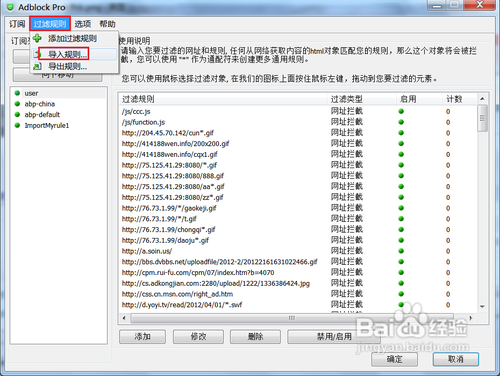 Adblock Pro
订阅 过滤规则 选项 帮助
添加过滤规则
导入规则...
导出规则...
使用说明
请输入您要过滤的网址和规则, 任何从网络获取内容的html对象匹配您的规则，那么这个对象将会被拦截，您可以使用 "*" 作为通配符来创建更多通用规则.
您可以使用鼠标选择过滤对象, 在我们的图标上面按住鼠标左键，拖动到您要过滤的元素。
向下移动
user
abp-china
abp-default
ImportMyrule1
过滤规则 过滤类型 启用 计数
/js/ccc.js 网址拦截 0
/js/function.js 网址拦截 0
http://204.45.70.142/cun*.gif 网址拦截 0
http://414188wen.info/200x200.gif 网址拦截 0
http://414188wen.info/cqx1.gif 网址拦截 0
http://75.125.41.29:8080/*.gif 网址拦截 0
http://75.125.41.29:8080/888.gif 网址拦截 0
http://75.125.41.29:8080/aa*.gif 网址拦截 0
http://75.125.41.29:8080/zz*.gif 网址拦截 0
http://76.73.1.99/*/gaokeji.gif 网址拦截 0
http://76.73.1.99/*/t.gif 网址拦截 0
http://76.73.1.99/chongqi*.gif 网址拦截 0
http://76.73.1.99/daoju*.gif 网址拦截 0
http://a.soin.us/ 网址拦截 0
http://bbs.dvbbs.net/uploadfile/2012-2/20122161631022466.gif 网址拦截 0
http://cpm.rui-fu.com/cpm/07/index.htm?b=4070 网址拦截 0
http://cs.adkongjian.com:2280/upload/1222/1336386424.jpg 网址拦截 0
http://css.cn.msn.com/right_ad.htm 网址拦截 0
http://d.yoyi.tv/read/2012/04/01/*.swf 网址拦截 0
添加 修改 删除 禁用/启用
确定 取消
Baidu经验
jingyan.baidu.com